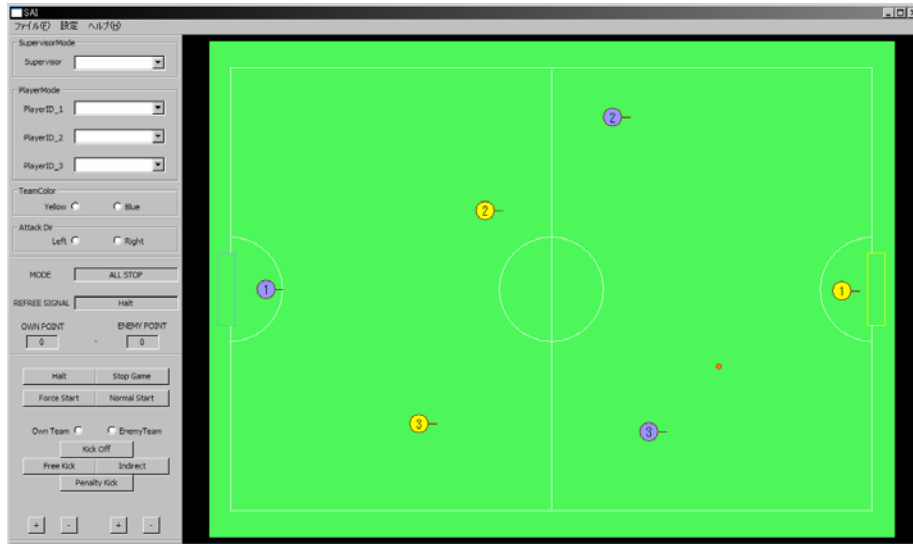 SAI
ファイル(F) 設定 ヘルプ(H)
SupervisorMode
Supervisor
PlayerMode
PlayerID_1
PlayerID_2
PlayerID_3
TeamColor
Yellow Blue
Attack Dir
Left Right
MODE ALL STOP
REFREE SIGNAL Halt
OWN POINT ENEMY POINT
0 - 0
Halt Stop Game
Force Start Normal Start
Own Team EnemyTeam
Kick Off
Free Kick Indirect
Penalty Kick
+ - + -
2
2
1
1
3
3